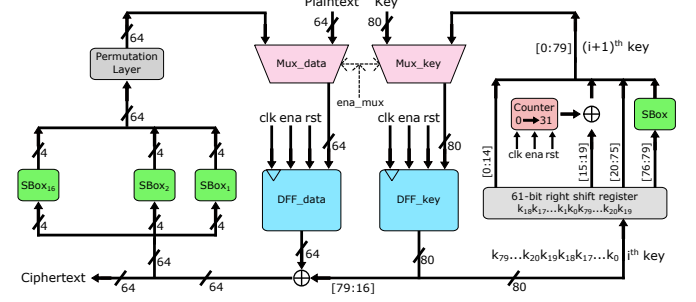 Plaintext Key
64
80
64
[0:79] (i+1)th key
Permutation
Layer
Mux_data
Mux_key
ena_mux
64
Counter
0→31
SBox
clk ena rst
clk ena rst
clk ena rst
64
80
4
4
4
[0:14]
[15:19]
[20:75]
[76:79]
SBox16
SBox2
SBox1
DFF_data
DFF_key
61-bit right shift register
k18k17...k1k0k79...k20k19
4
4
4
64
80
k79...k20k19k18k17...k0 ith key
Ciphertext
64
64
64
[79:16]
80